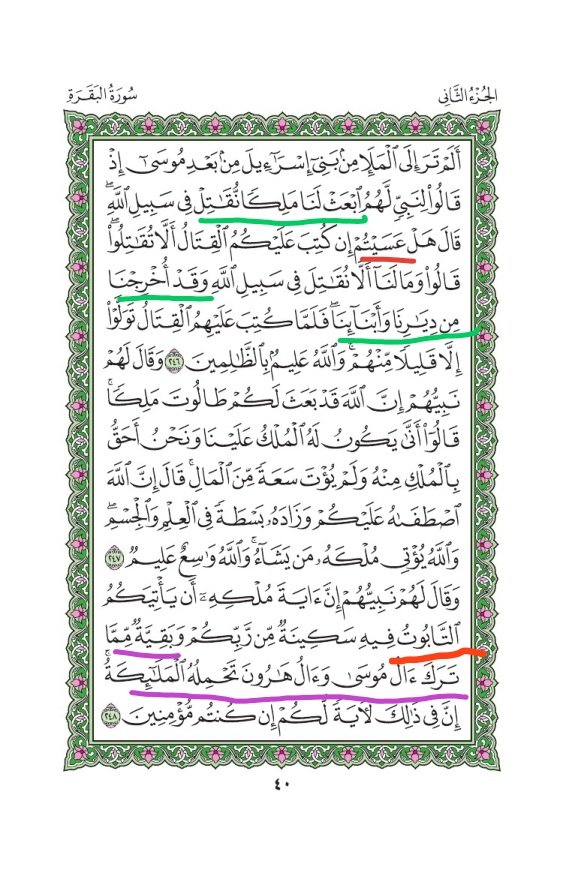 الجُزْءُ الثَّانِي
سُورَةُ البَقَرَةِ
أَلَمْ تَرَ إِلَى ٱلْمَلَإِ مِنۢ بَنِىٓ إِسْرَٰٓءِيلَ مِنۢ بَعْدِ مُوسَىٰٓ إِذْ
قَالُوا۟ لِنَبِىٍّ لَّهُمُ ٱبْعَثْ لَنَا مَلِكًا نُّقَٰتِلْ فِى سَبِيلِ ٱللَّهِۖ
قَالَ هَلْ عَسَيْتُمْ إِن كُتِبَ عَلَيْكُمُ ٱلْقِتَالُ أَلَّا تُقَٰتِلُوا۟ۖ
قَالُوا۟ وَمَا لَنَآ أَلَّا نُقَٰتِلَ فِى سَبِيلِ ٱللَّهِ وَقَدْ أُخْرِجْنَا
مِن دِيَٰرِنَا وَأَبْنَآئِنَاۖ فَلَمَّا كُتِبَ عَلَيْهِمُ ٱلْقِتَالُ تَوَلَّوْا۟
إِلَّا قَلِيلًا مِّنْهُمْۚ وَٱللَّهُ عَلِيمٌۢ بِٱلظَّٰلِمِينَ ٢٤٦ وَقَالَ لَهُمْ
نَبِيُّهُمْ إِنَّ ٱللَّهَ قَدْ بَعَثَ لَكُمْ طَالُوتَ مَلِكًاۚ
قَالُوٓا۟ أَنَّىٰ يَكُونُ لَهُ ٱلْمُلْكُ عَلَيْنَا وَنَحْنُ أَحَقُّ
بِٱلْمُلْكِ مِنْهُ وَلَمْ يُؤْتَ سَعَةً مِّنَ ٱلْمَالِۚ قَالَ إِنَّ ٱللَّهَ
ٱصْطَفَىٰهُ عَلَيْكُمْ وَزَادَهُۥ بَسْطَةً فِى ٱلْعِلْمِ وَٱلْجِسْمِۖ
وَٱللَّهُ يُؤْتِى مُلْكَهُۥ مَن يَشَآءُۚ وَٱللَّهُ وَٰسِعٌ عَلِيمٌ ٢٤٧
وَقَالَ لَهُمْ نَبِيُّهُمْ إِنَّ ءَايَةَ مُلْكِهِۦٓ أَن يَأْتِيَكُمُ
ٱلتَّابُوتُ فِيهِ سَكِينَةٌ مِّن رَّبِّكُمْ وَبَقِيَّةٌ مِّمَّا
تَرَكَ ءَالُ مُوسَىٰ وَءَالُ هَٰرُونَ تَحْمِلُهُ ٱلْمَلَٰٓئِكَةُۚ
إِنَّ فِى ذَٰلِكَ لَءَايَةً لَّكُمْ إِن كُنتُم مُّؤْمِنِينَ ٢٤٨
٤٠